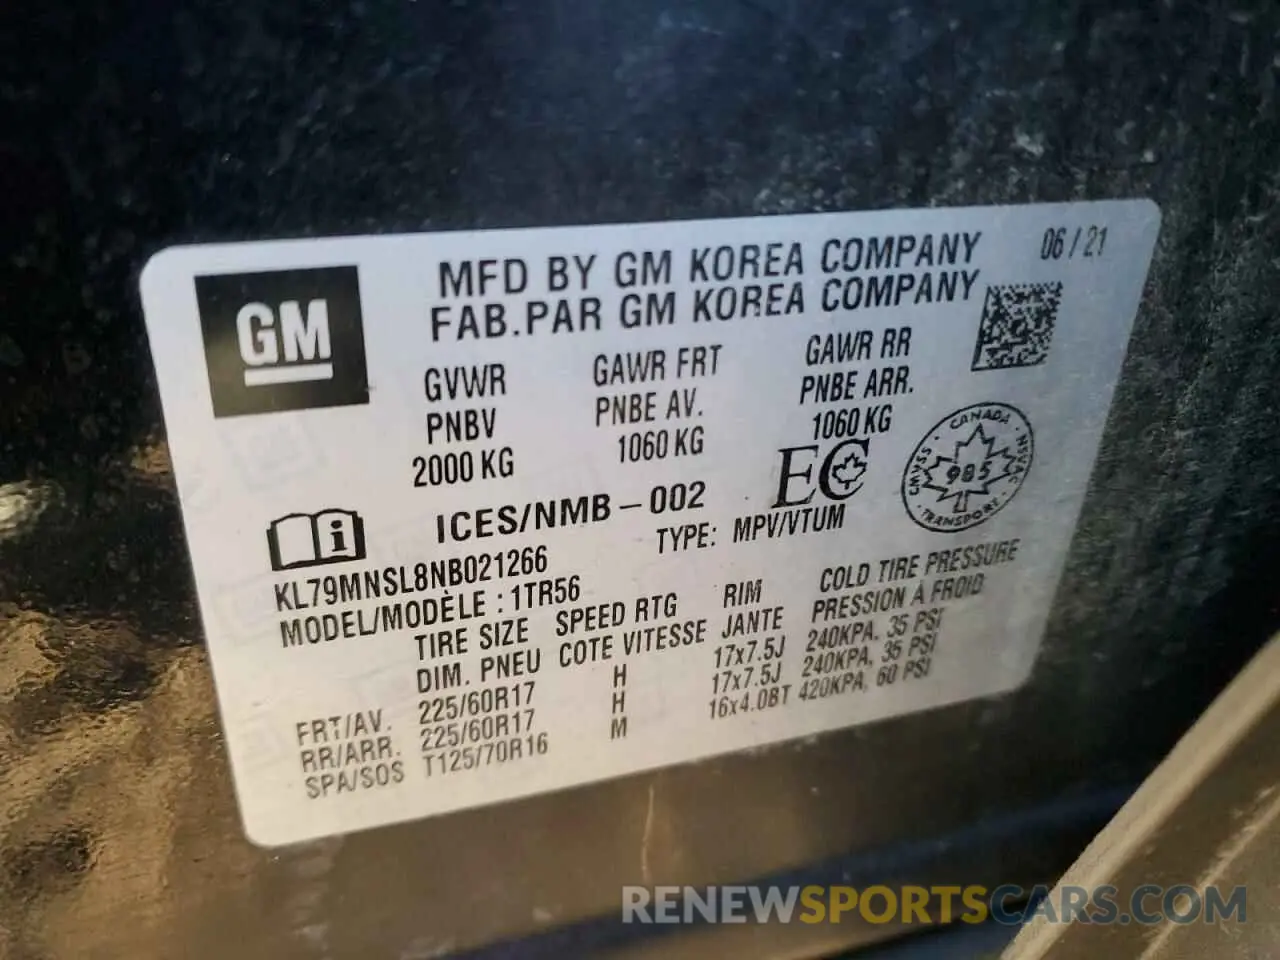 GM
MFD BY GM KOREA COMPANY
06/21
FAB.PAR GM KOREA COMPANY
GVWR GAWR FRT GAWR RR
PNBV PNBE AV. PNBE ARR.
2000 KG 1060 KG 1060 KG
ICES/NMB-002
EC
CANADA
NSVAC
CMVSS
985
TRANSPORT
KL79MNSL8NB021266
TYPE: MPV/VTUM
MODEL/MODÈLE : 1TR56
TIRE SIZE SPEED RTG RIM COLD TIRE PRESSURE
DIM. PNEU COTE VITESSE JANTE PRESSION À FROID
FRT/AV. 225/60R17 H 17x7.5J 240KPA, 35 PSI
RR/ARR. 225/60R17 H 17x7.5J 240KPA, 35 PSI
SPA/SOS T125/70R16 M 16x4.0BT 420KPA, 60 PSI
RENEWSPORTSCARS.COM